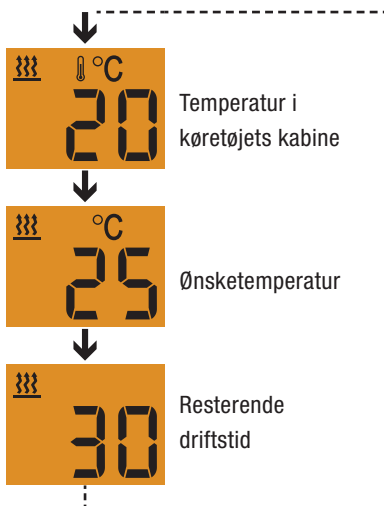 °C
20
Temperatur i
køretøjets kabine
°C
25
Ønsketemperatur
30
Resterende
driftstid